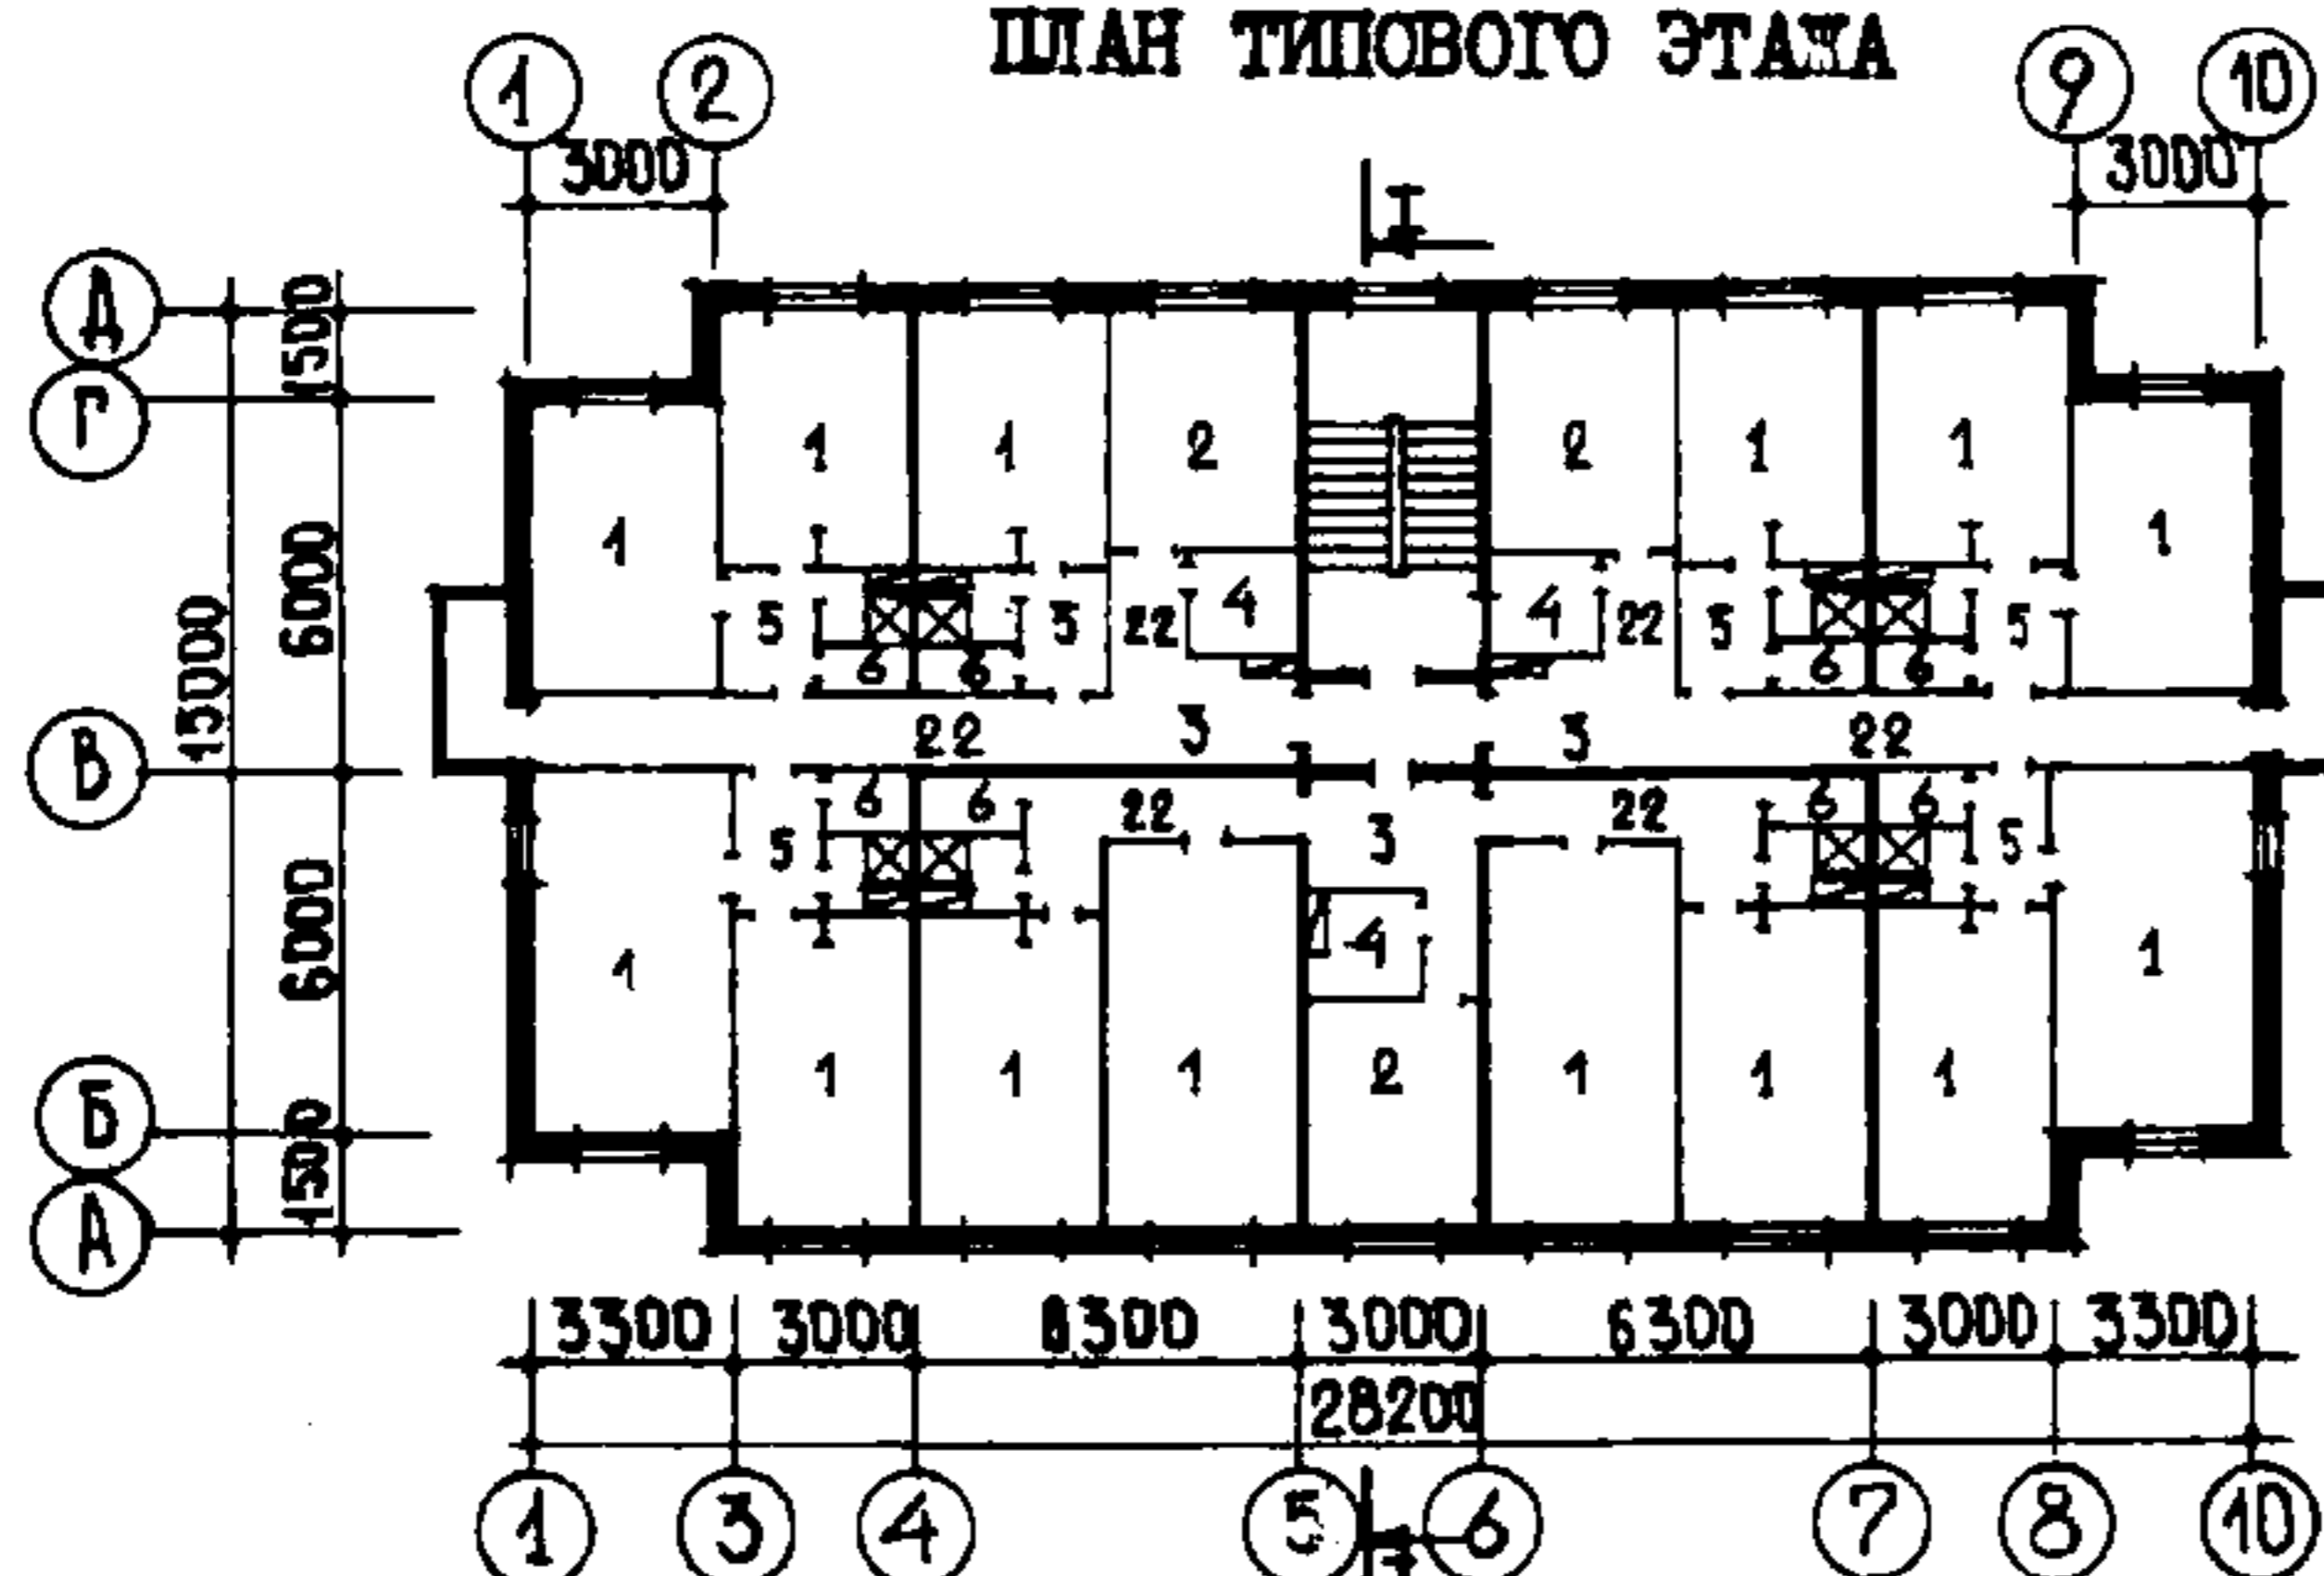 ПЛАН ТИПОВОГО ЭТАЖА
1 2 9 10
3000 3000
I
Д
1500
Г
1 1 2 2 1 1
1 1
6000
15000
5 3 22 4 4 22 3 5
6 6 6 6
22 3 3 22
В
6 6 6 6
22 22
5 3 5
6000
4
1 1
1 1 1 2 1 1 1
Б
1500
А
3300 3000 6300 3000 6300 3000 3300
28200
1 3 4 5 6 7 8 10